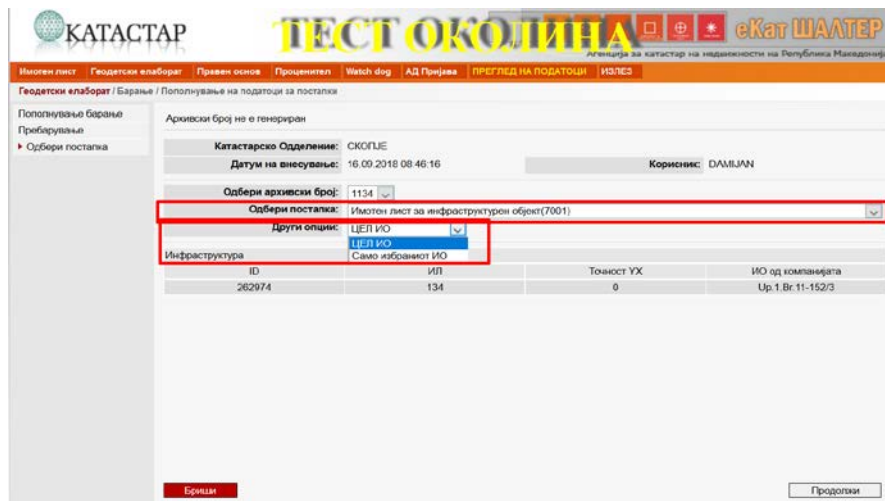 КАТАСТАР ТЕСТ ОКОЛИНА еКат ШАЛТЕР
Агенција за катастар на недвижности на Република Македонија
Имотен лист Геодетски елаборат Правен основ Проценител Watch dog АД Пријава ПРЕГЛЕД НА ПОДАТОЦИ ИЗЛЕЗ
Геодетски елаборат / Барање / Пополнување на податоци за постапки
Пополнување барање
Пребарување
Одбери постапка
Архивски број не е генериран
Катастарско Одделение: СКОПЈЕ
Датум на внесување: 16.09.2018 08:46:16 Корисник: DAMIJAN
Одбери архивски број: 1134
Одбери постапка: Имотен лист за инфраструктурен објект(7001)
Други опции: ЦЕЛ ИО
ЦЕЛ ИО
Инфраструктура Само избраниот ИО
ID ИЛ Точност YX ИО од компанијата
262974 134 0 Up.1.Br.11-152/3
Бриши Продолжи